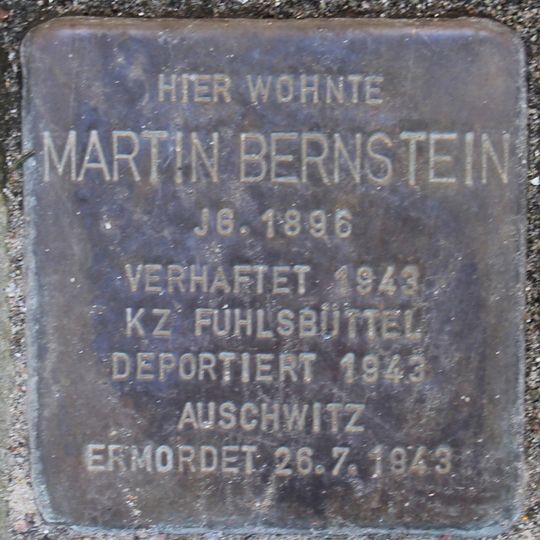 HIER WOHNTE
MARTIN BERNSTEIN
JG. 1896
VERHAFTET 1943
KZ FUHLSBÜTTEL
DEPORTIERT 1943
AUSCHWITZ
ERMORDET 26.7.1943